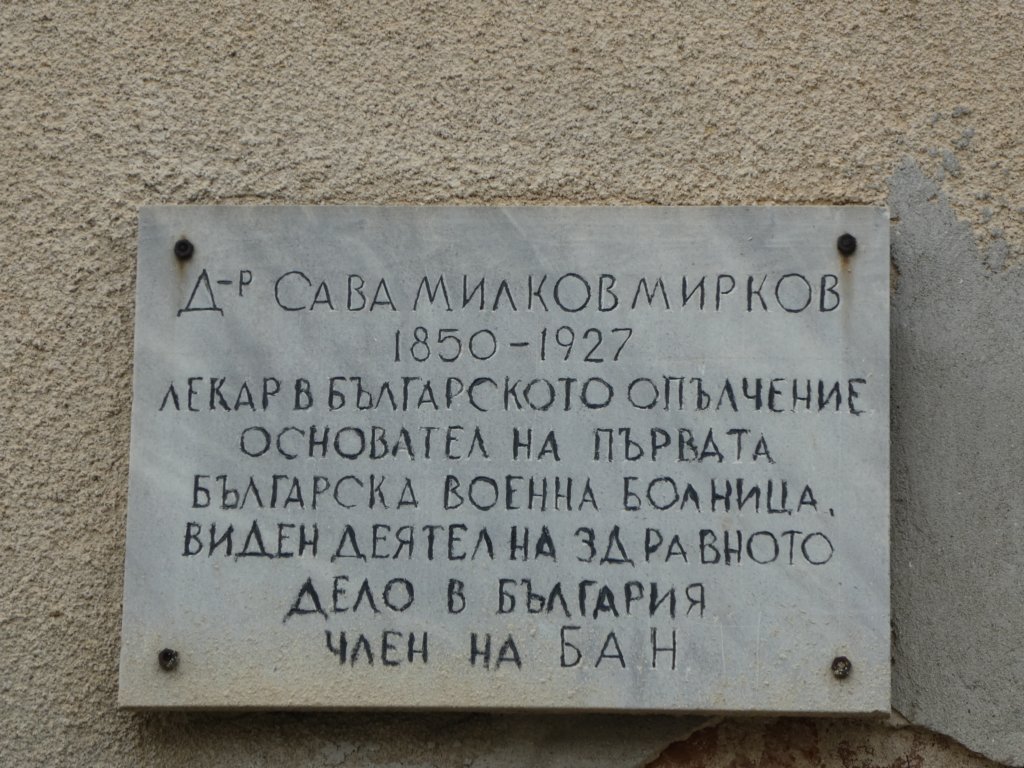 Д-р САВА МИЛКОВ МИРКОВ
1850-1927
ЛЕКАР В БЪЛГАРСКОТО ОПЪЛЧЕНИЕ
ОСНОВАТЕЛ НА ПЪРВАТА
БЪЛГАРСКА ВОЕННА БОЛНИЦА.
ВИДЕН ДЕЯТЕЛ НА ЗДРАВНОТО
ДЕЛО В БЪЛГАРИЯ
ЧЛЕН НА БАН